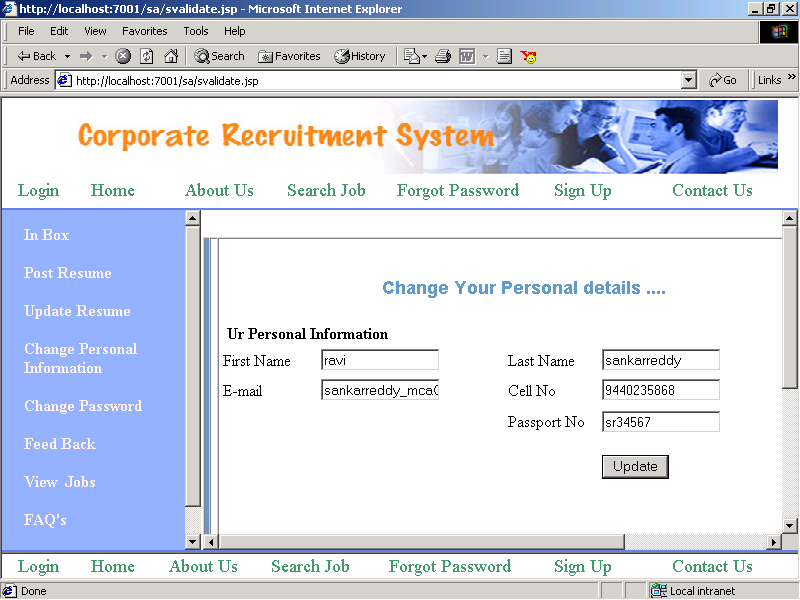 http://localhost:7001/sa/svalidate.jsp - Microsoft Internet Explorer
File Edit View Favorites Tools Help
Back Search Favorites History
Address http://localhost:7001/sa/svalidate.jsp Go Links »
Corporate Recruitment System
Login Home About Us Search Job Forgot Password Sign Up Contact Us
In Box
Post Resume
Update Resume
Change Personal
Information
Change Password
Feed Back
View Jobs
FAQ's
Change Your Personal details ....
Ur Personal Information
First Name ravi Last Name sankarreddy
E-mail sankarreddy_mca Cell No 9440235868
Passport No sr34567
Update
Login Home About Us Search Job Forgot Password Sign Up Contact Us
Done Local intranet